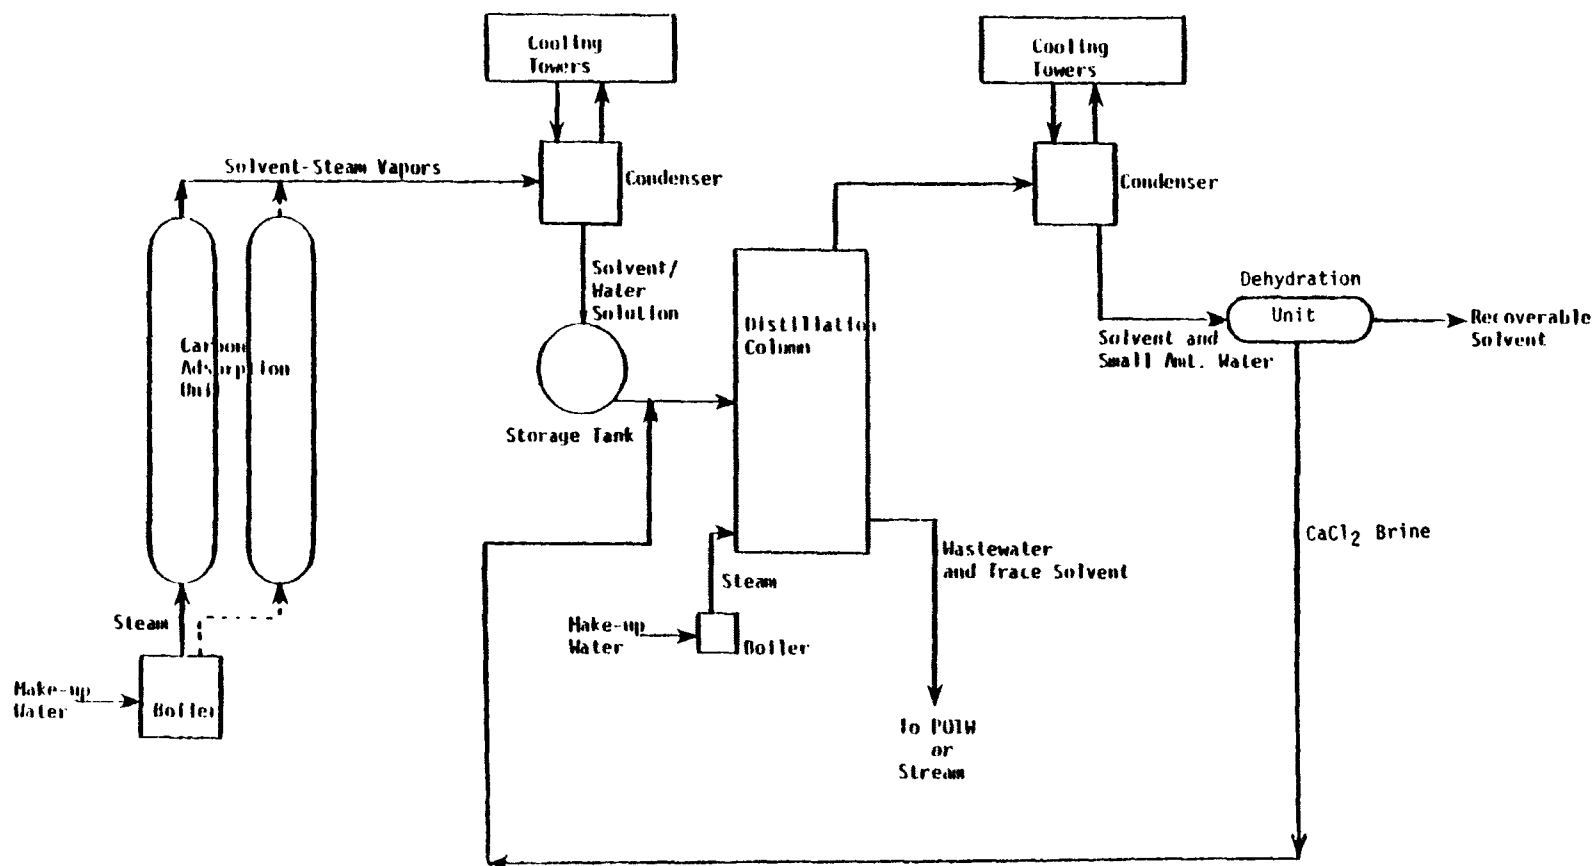 Cooling
Towers
Cooling
Towers
Solvent-Steam Vapors
Condenser
Condenser
Solvent/
Water
Solution
Dehydration
Unit
Recoverable
Solvent
Distillation
Column
Solvent and
Small Amt. Water
Carbon
Adsorption
Unit
Storage Tank
CaCl2 Brine
Wastewater
and Trace Solvent
Steam
Make-up
Water
Boiler
Steam
Make-up
Water
Boiler
To POTW
or
Stream